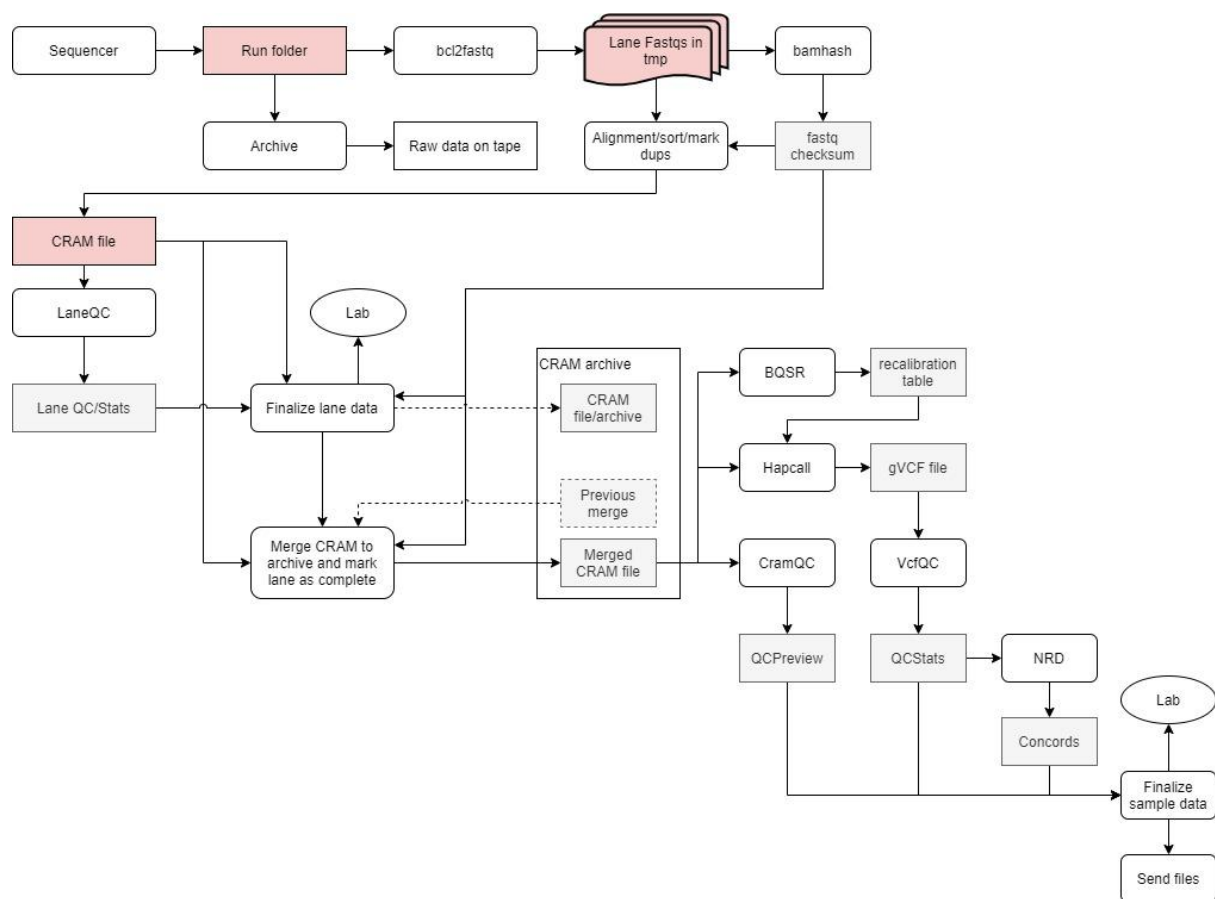 Sequencer
Run folder
bcl2fastq
Lane Fastqs in
tmp
bamhash
Archive
Raw data on tape
Alignment/sort/mark
dups
fastq
checksum
CRAM file
LaneQC
Lab
Lane QC/Stats
Finalize lane data
CRAM archive
CRAM
file/archive
BQSR
recalibration
table
Previous
merge
Hapcall
gVCF file
Merge CRAM to
archive and mark
lane as complete
Merged
CRAM file
CramQC
VcfQC
QCPreview
QCStats
NRD
Concords
Lab
Finalize
sample data
Send files